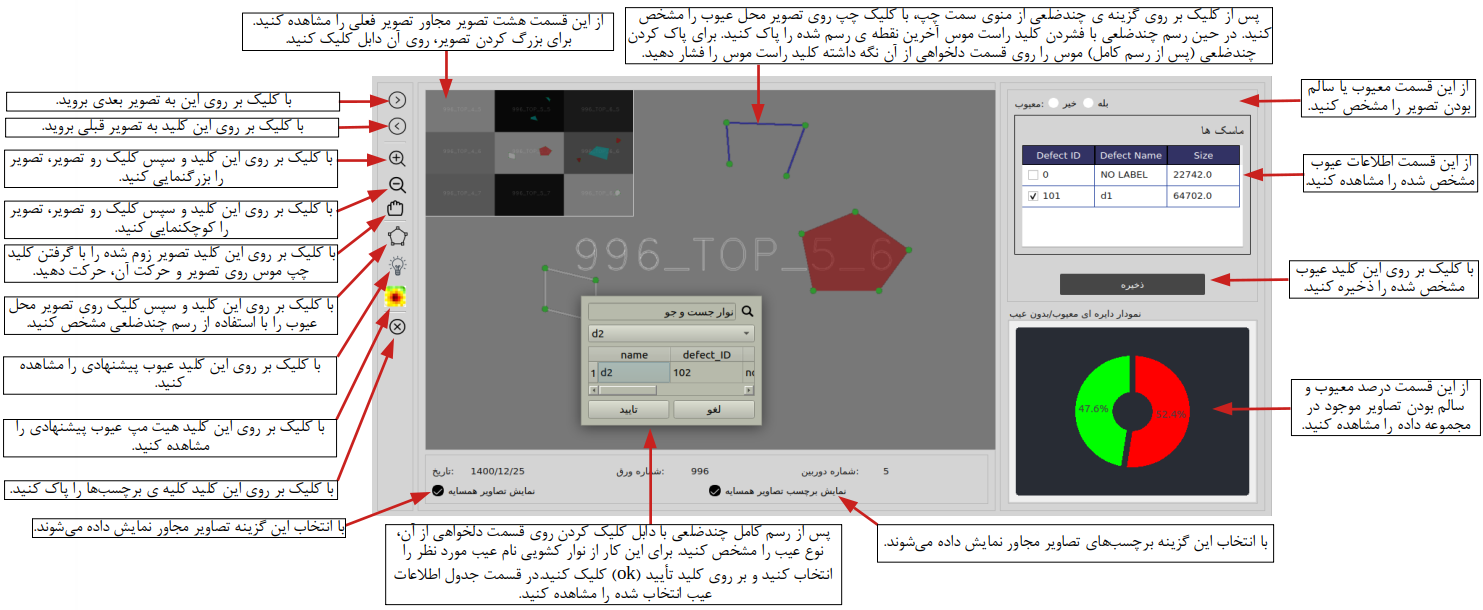 از این قسمت هشت تصویر مجاور تصویر فعلی را مشاهده کنید.
برای بزرگ کردن تصویر، روی آن دابل کلیک کنید.
پس از کلیک بر روی گزینه ی چندضلعی از منوی سمت چپ، با کلیک چپ روی تصویر محل عیوب را مشخص
کنید. در حین رسم چندضلعی با فشردن کلید راست موس آخرین نقطه ی رسم شده را پاک کنید. برای پاک کردن
چندضلعی (پس از رسم کامل) موس را روی قسمت دلخواهی از آن نگه داشته کلید راست موس را فشار دهید.
با کلیک بر روی این به تصویر بعدی بروید.
با کلیک بر روی این کلید به تصویر قبلی بروید.
با کلیک بر روی این کلید و سپس کلیک رو تصویر، تصویر
را بزرگنمایی کنید.
با کلیک بر روی این کلید و سپس کلیک رو تصویر، تصویر
را کوچکنمایی کنید.
با کلیک بر روی این کلید تصویر زوم شده را با گرفتن کلید
چپ موس روی تصویر و حرکت آن، حرکت دهید.
با کلیک بر روی این کلید و سپس کلیک روی تصویر محل
عیوب را با استفاده از رسم چندضلعی مشخص کنید.
با کلیک بر روی این کلید عیوب پیشنهادی را مشاهده
کنید.
با کلیک بر روی این کلید هیت مپ عیوب پیشنهادی را
مشاهده کنید.
با کلیک بر روی این کلید کلیه ی برچسب‌ها را پاک کنید.
با انتخاب این گزینه تصاویر مجاور نمایش داده می‌شوند.
996_TOP_5_6
نوار جست و جو
d2
name defect_ID
1 d2 102
تایید لغو
تاریخ: 1400/12/25 شماره ورق: 996 شماره دوربین: 5
نمایش تصاویر همسایه
نمایش برچسب تصاویر همسایه
پس از رسم کامل چندضلعی با دابل کلیک کردن روی قسمت دلخواهی از آن،
نوع عیب را مشخص کنید. برای این کار از نوار کشویی نام عیب مورد نظر را
انتخاب کنید و بر روی کلید تأیید (ok) کلیک کنید.در قسمت جدول اطلاعات
عیب انتخاب شده را مشاهده کنید.
با انتخاب این گزینه برچسب‌های تصاویر مجاور نمایش داده می‌شوند.
معیوب: خیر بله
ماسک ها
Defect ID Defect Name Size
0 NO LABEL 22742.0
101 d1 64702.0
ذخیره
نمودار دایره ای معیوب/بدون عیب
47.6% 52.4%
از این قسمت معیوب یا سالم
بودن تصویر را مشخص کنید.
از این قسمت اطلاعات عیوب
مشخص شده را مشاهده کنید.
با کلیک بر روی این کلید عیوب
مشخص شده را ذخیره کنید.
از این قسمت درصد معیوب و
سالم بودن تصاویر موجود در
مجموعه داده را مشاهده کنید.